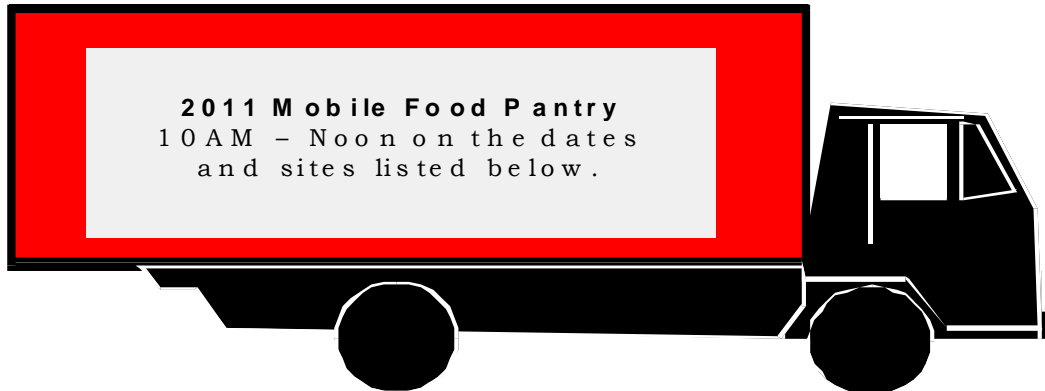 2011 Mobile Food Pantry
10AM – Noon on the dates
and sites listed below.